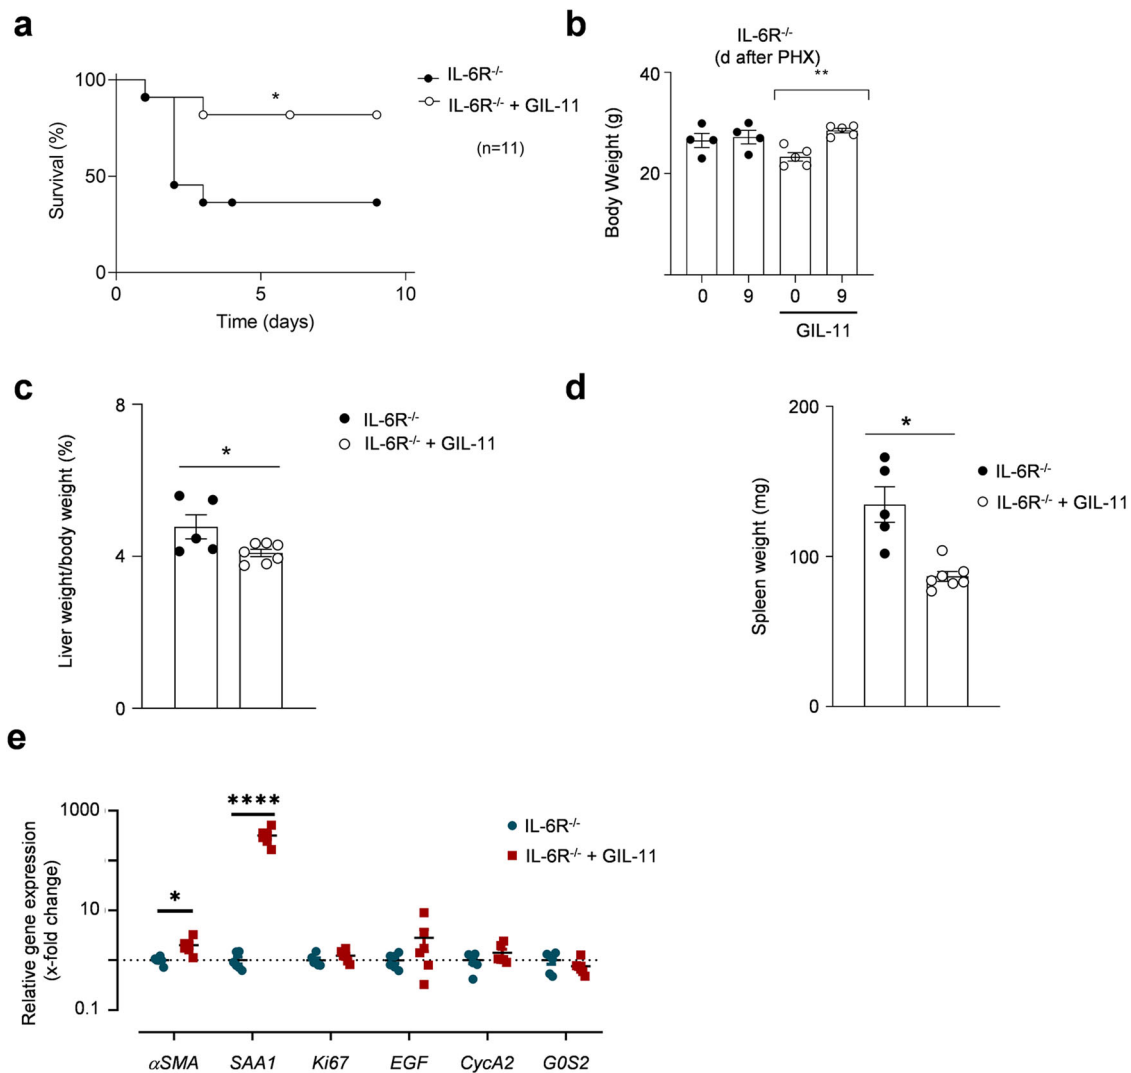 a
100
50
0
Survival (%)
0
5
10
Time (days)
*
IL-6R-/-
IL-6R-/- + GIL-11
(n=11)
b
IL-6R-/-
(d after PHX)
**
40
20
Body Weight (g)
0
9
0
9
GIL-11
c
8
4
0
Liver weight/body weight (%)
*
IL-6R-/-
IL-6R-/- + GIL-11
d
200
100
0
Spleen weight (mg)
*
IL-6R-/-
IL-6R-/- + GIL-11
e
1000
10
0.1
Relative gene expression
(x-fold change)
*
****
IL-6R-/-
IL-6R-/- + GIL-11
αSMA
SAA1
Ki67
EGF
CycA2
G0S2